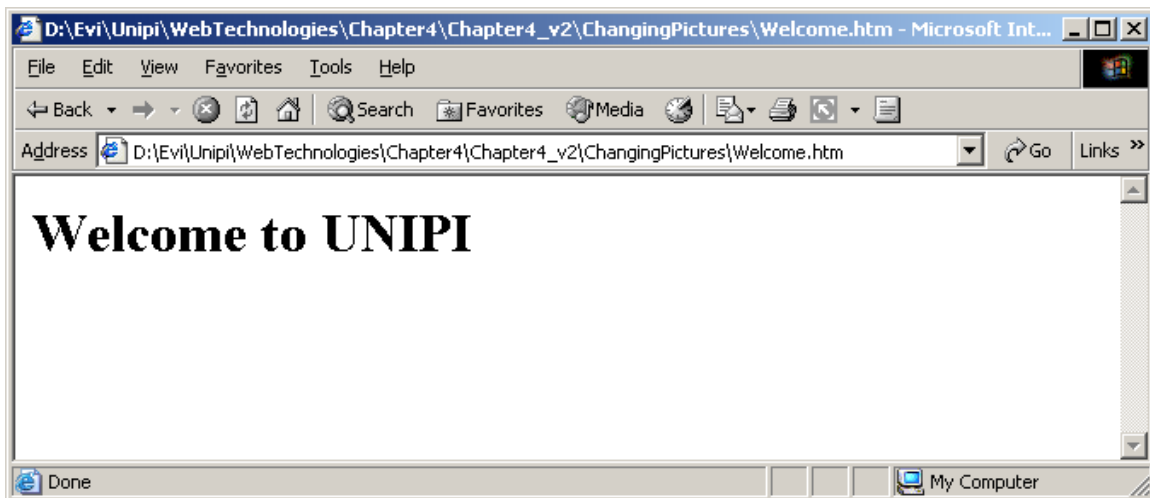 D:\Evi\Unipi\WebTechnologies\Chapter4\Chapter4_v2\ChangingPictures\Welcome.htm - Microsoft Int...
File Edit View Favorites Tools Help
Back Search Favorites Media
Address D:\Evi\Unipi\WebTechnologies\Chapter4\Chapter4_v2\ChangingPictures\Welcome.htm Go Links »
Welcome to UNIPI
Done My Computer